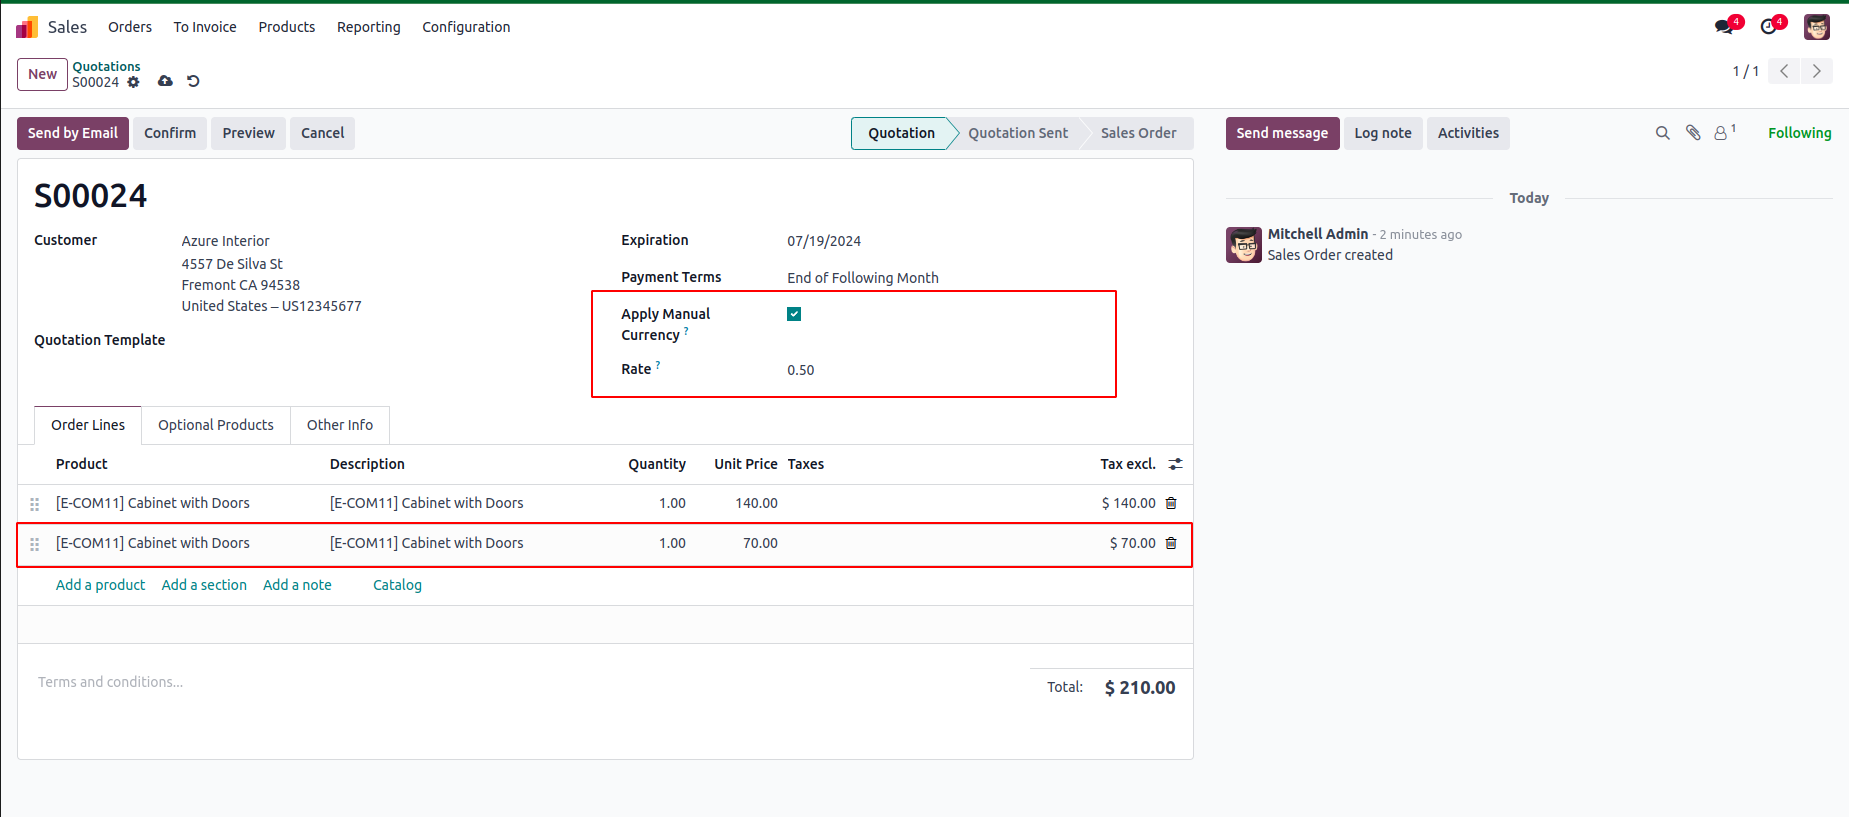 Sales Orders To Invoice Products Reporting Configuration 4 4
New Quotations
S00024
1 / 1
Send by Email Confirm Preview Cancel Quotation Quotation Sent Sales Order Send message Log note Activities 1 Following
S00024
Customer Azure Interior
4557 De Silva St
Fremont CA 94538
United States – US12345677
Quotation Template
Expiration 07/19/2024
Payment Terms End of Following Month
Apply Manual
Currency ?
Rate ? 0.50
Today
Mitchell Admin - 2 minutes ago
Sales Order created
Order Lines Optional Products Other Info
Product Description Quantity Unit Price Taxes Tax excl.
[E-COM11] Cabinet with Doors [E-COM11] Cabinet with Doors 1.00 140.00 $ 140.00
[E-COM11] Cabinet with Doors [E-COM11] Cabinet with Doors 1.00 70.00 $ 70.00
Add a product Add a section Add a note Catalog
Terms and conditions...
Total: $ 210.00